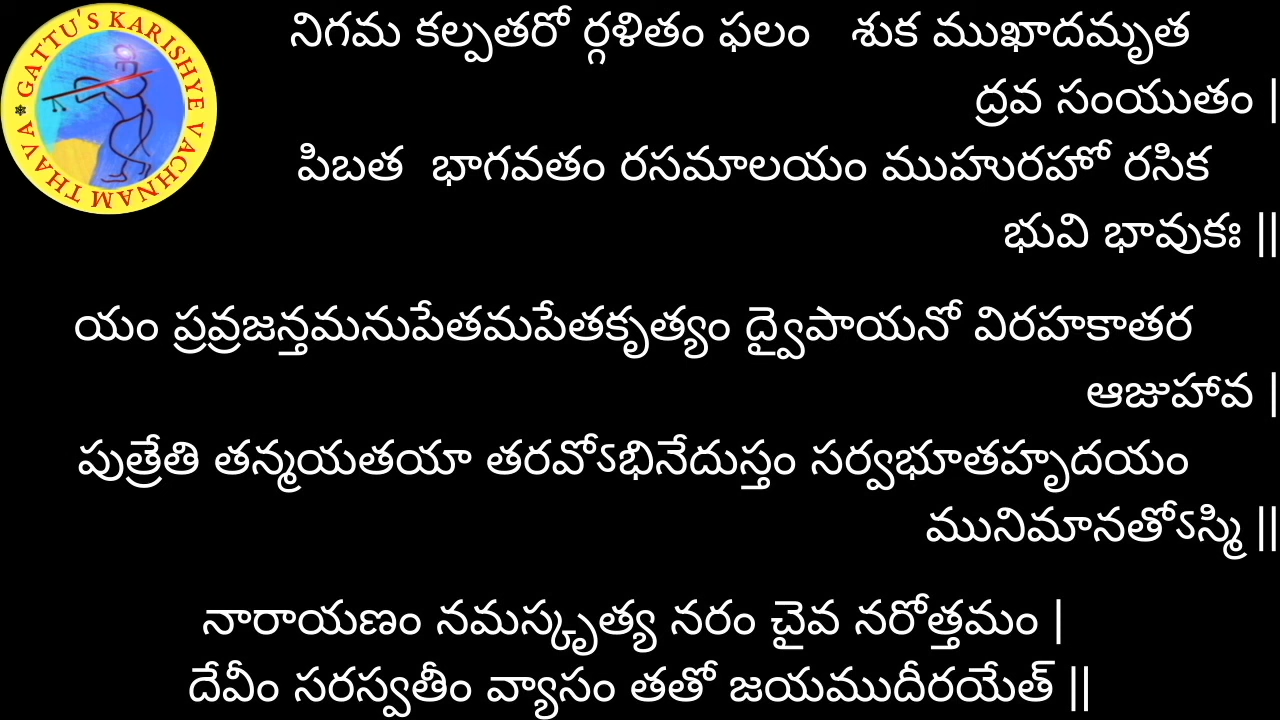 GATTU'S KARISHYE VACHNAM THAVA
నిగమ కల్పతరో ర్గళితం ఫలం శుక ముఖాదమృత
ద్రవ సంయుతం |
పిబత భాగవతం రసమాలయం ముహురహో రసిక
భువి భావుకః ||
యం ప్రవ్రజన్తమనుపేతమపేతకృత్యం ద్వైపాయనో విరహకాతర
ఆజుహావ |
పుత్రేతి తన్మయతయా తరవోఽభినేదుస్తం సర్వభూతహృదయం
మునిమానతోఽస్మి ||
నారాయణం నమస్కృత్య నరం చైవ నరోత్తమం |
దేవీం సరస్వతీం వ్యాసం తతో జయముదీరయేత్ ||